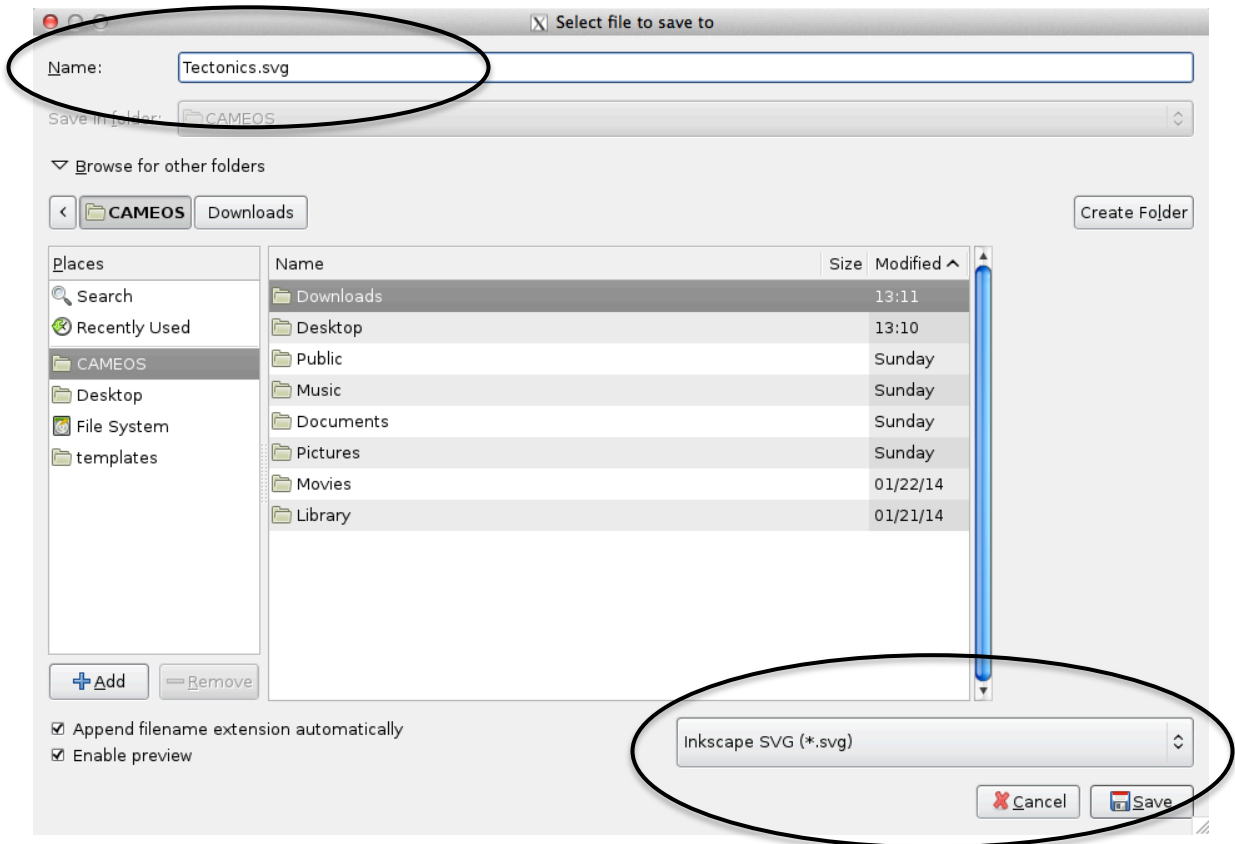 Select file to save to
Name: Tectonics.svg
Save in folder: CAMEOS
Browse for other folders
< CAMEOS Downloads Create Folder
Places Name Size Modified
Search Downloads 13:11
Recently Used Desktop 13:10
CAMEOS Public Sunday
Desktop Music Sunday
File System Documents Sunday
templates Pictures Sunday
Movies 01/22/14
Library 01/21/14
Add Remove
Append filename extension automatically
Inkscape SVG (*.svg)
Enable preview
Cancel Save